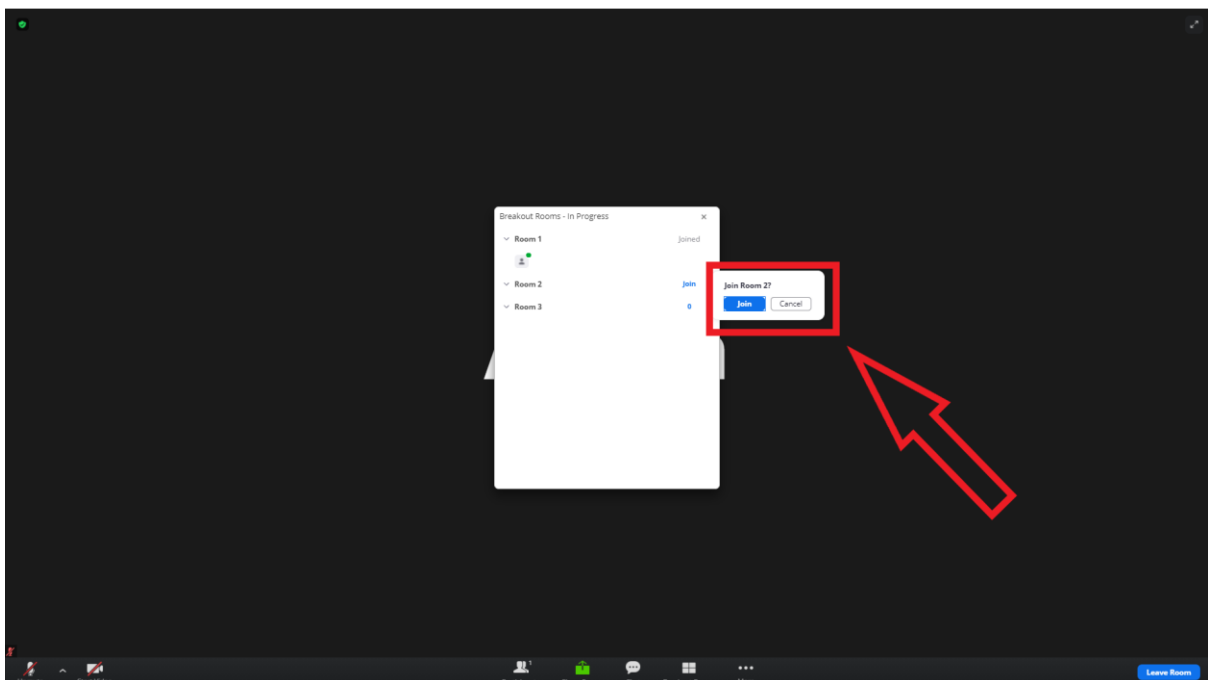 Breakout Rooms - In Progress
Room 1 Joined
Room 2 Join
Room 3 0
Join Room 2?
Join Cancel
1
Leave Room